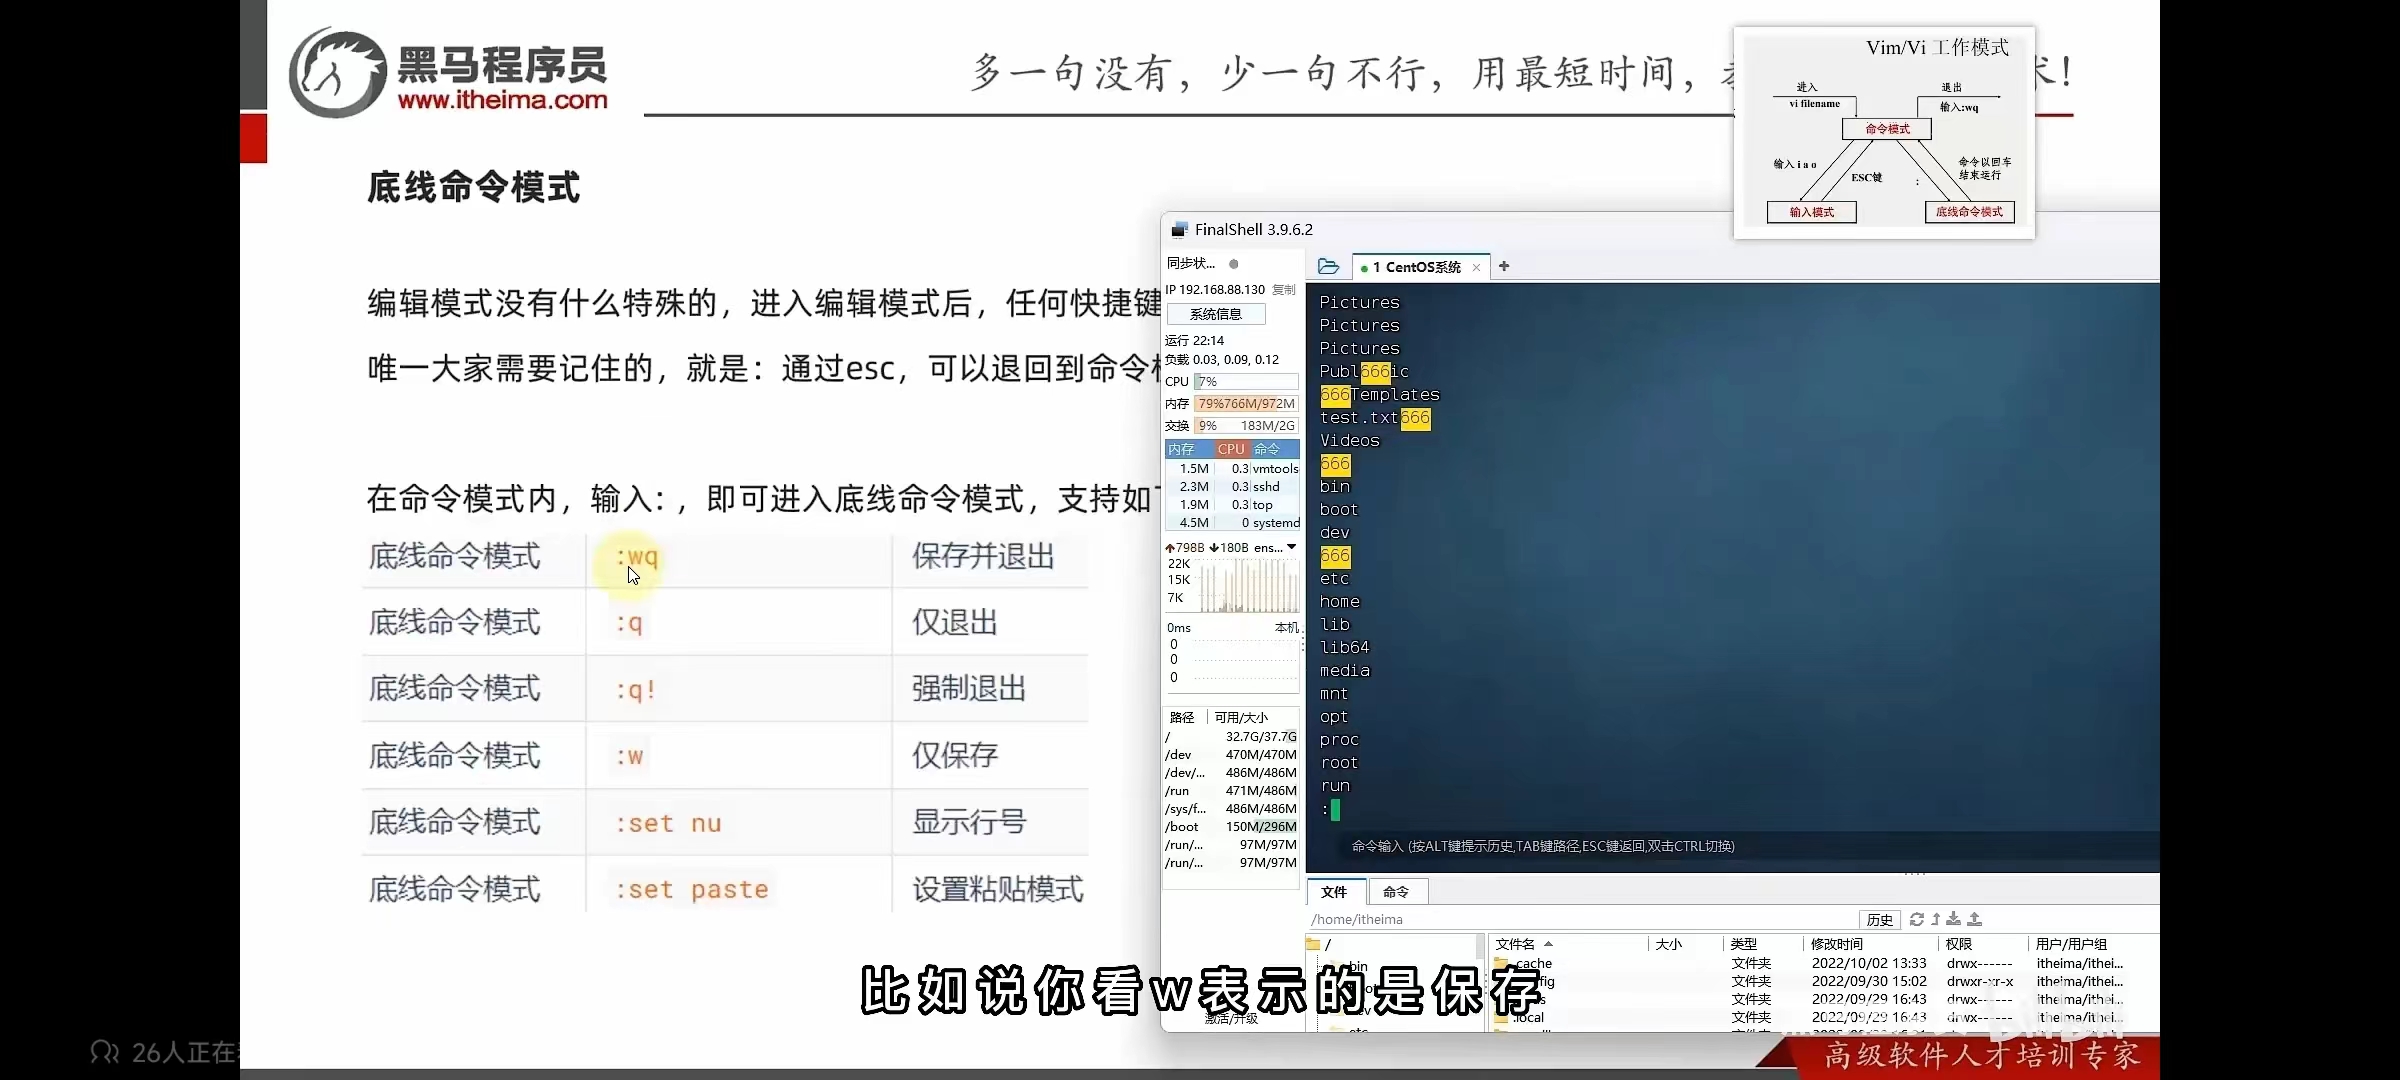 黑马程序员
www.itheima.com
多一句没有，少一句不行，用最短时间，
术！
Vim/Vi 工作模式
进入
vi filename
退出
输入:wq
命令模式
输入 i a o
ESC键
:
命令以回车
结束运行
输入模式
底线命令模式
底线命令模式
编辑模式没有什么特殊的，进入编辑模式后，任何快捷键
唯一大家需要记住的，就是：通过esc，可以退回到命令
在命令模式内，输入: ，即可进入底线命令模式，支持如
底线命令模式 :wq 保存并退出
底线命令模式 :q 仅退出
底线命令模式 :q! 强制退出
底线命令模式 :w 仅保存
底线命令模式 :set nu 显示行号
底线命令模式 :set paste 设置粘贴模式
FinalShell 3.9.6.2
同步状...
IP 192.168.88.130 复制
系统信息
运行 22:14
负载 0.03, 0.09, 0.12
CPU 7%
内存 79% 766M/972M
交换 9% 183M/2G
内存 CPU 命令
1.5M 0.3 vmtools
2.3M 0.3 sshd
1.9M 0.3 top
4.5M 0 systemd
798B 180B ens...
22K
15K
7K
0ms 本机
0
0
0
路径 可用/大小
/ 32.7G/37.7G
/dev 470M/470M
/dev/... 486M/486M
/run 471M/486M
/sys/f... 486M/486M
/boot 150M/296M
/run/... 97M/97M
/run/... 97M/97M
激活/升级
1 CentOS系统 × +
Pictures
Pictures
Pictures
Publ666ic
666Templates
test.txt666
Videos
666
bin
boot
dev
666
etc
home
lib
lib64
media
mnt
opt
proc
root
run
:
命令输入 (按ALT键提示历史,TAB键路径,ESC键返回,双击CTRL切换)
文件 命令
/home/itheima 历史
/
bin
etc
文件名 大小 类型 修改时间 权限 用户/用户组
.cache 文件夹 2022/10/02 13:33 drwx------ itheima/ithei...
文件夹 2022/09/30 15:02 drwxr-xr-x itheima/ithei...
文件夹 2022/09/29 16:43 drwx------ itheima/ithei...
.local 文件夹 2022/09/29 16:43 drwx------ itheima/ithei...
比如说你看w表示的是保存
26人正在
高级软件人才培训专家